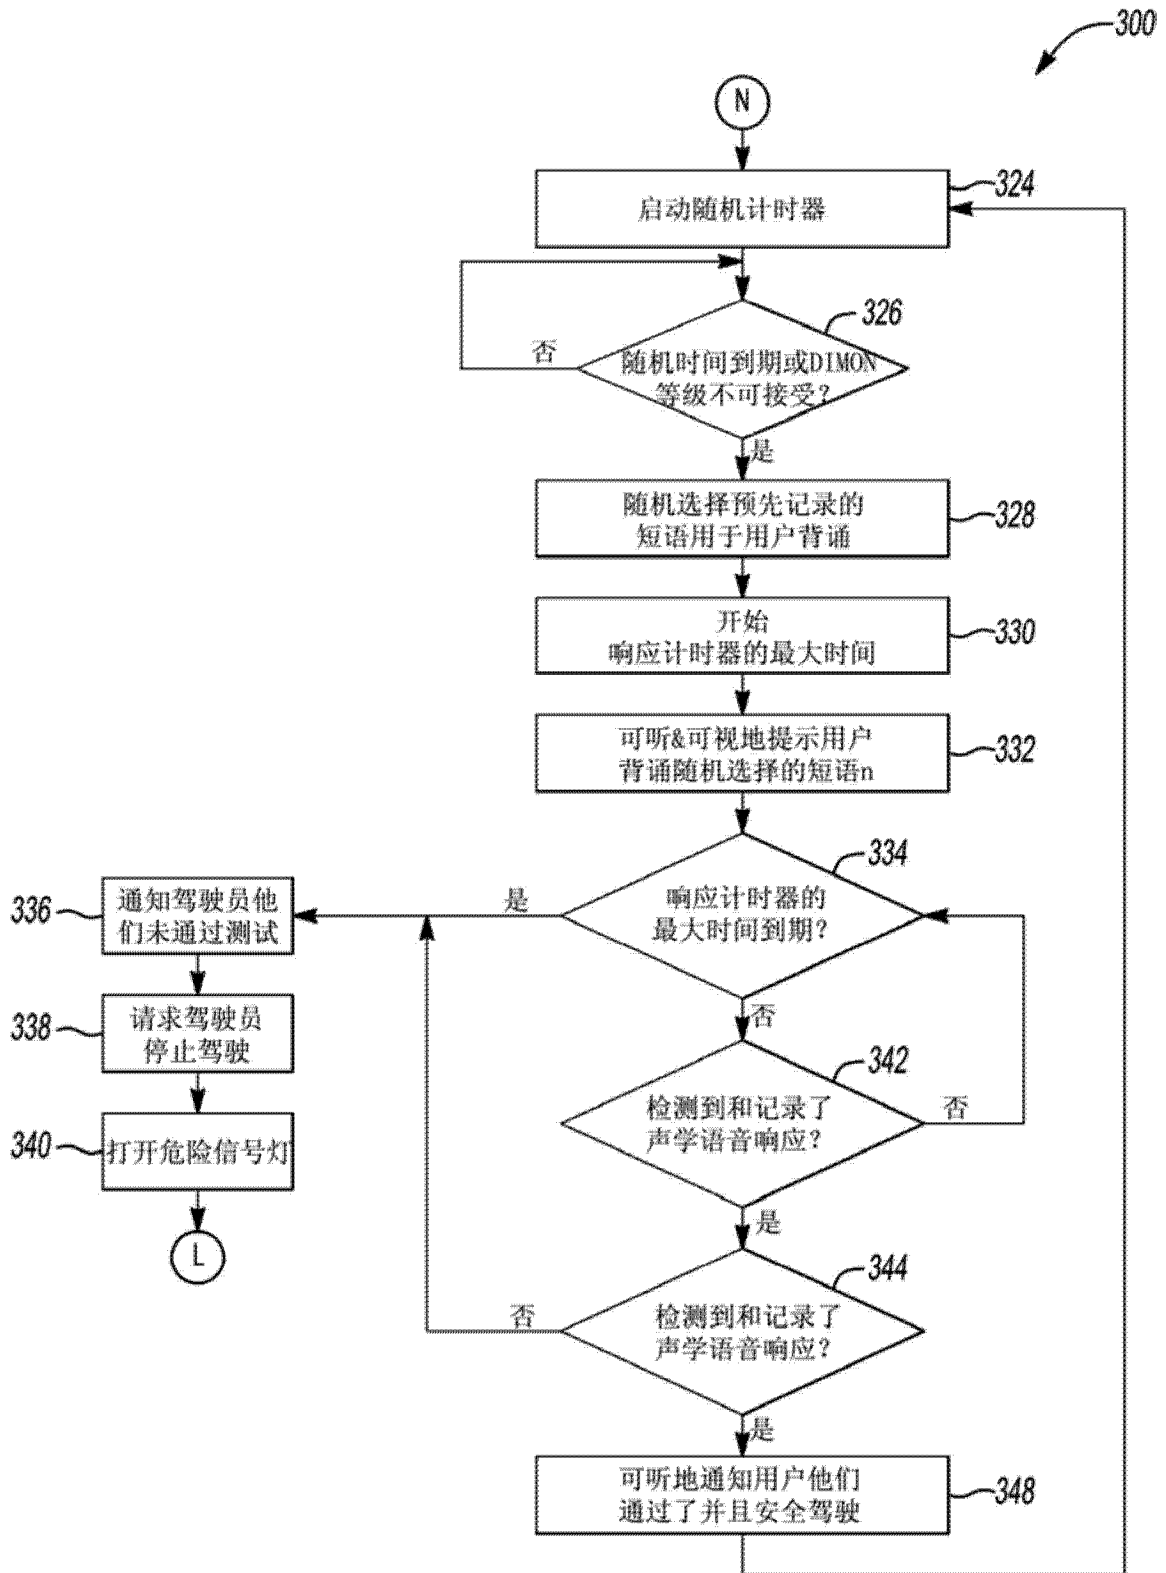 300
N
启动随机计时器
324
326
否
随机时间到期或DIMON
等级不可接受?
是
随机选择预先记录的
短语用于用户背诵
328
开始
响应计时器的最大时间
330
可听&可视地提示用户
背诵随机选择的短语n
332
334
响应计时器的
最大时间到期?
是
336
通知驾驶员他
们未通过测试
否
338
请求驾驶员
停止驾驶
342
检测到和记录了
声学语音响应?
否
340
打开危险信号灯
是
L
344
否
检测到和记录了
声学语音响应?
是
可听地通知用户他们
通过了并且安全驾驶
348